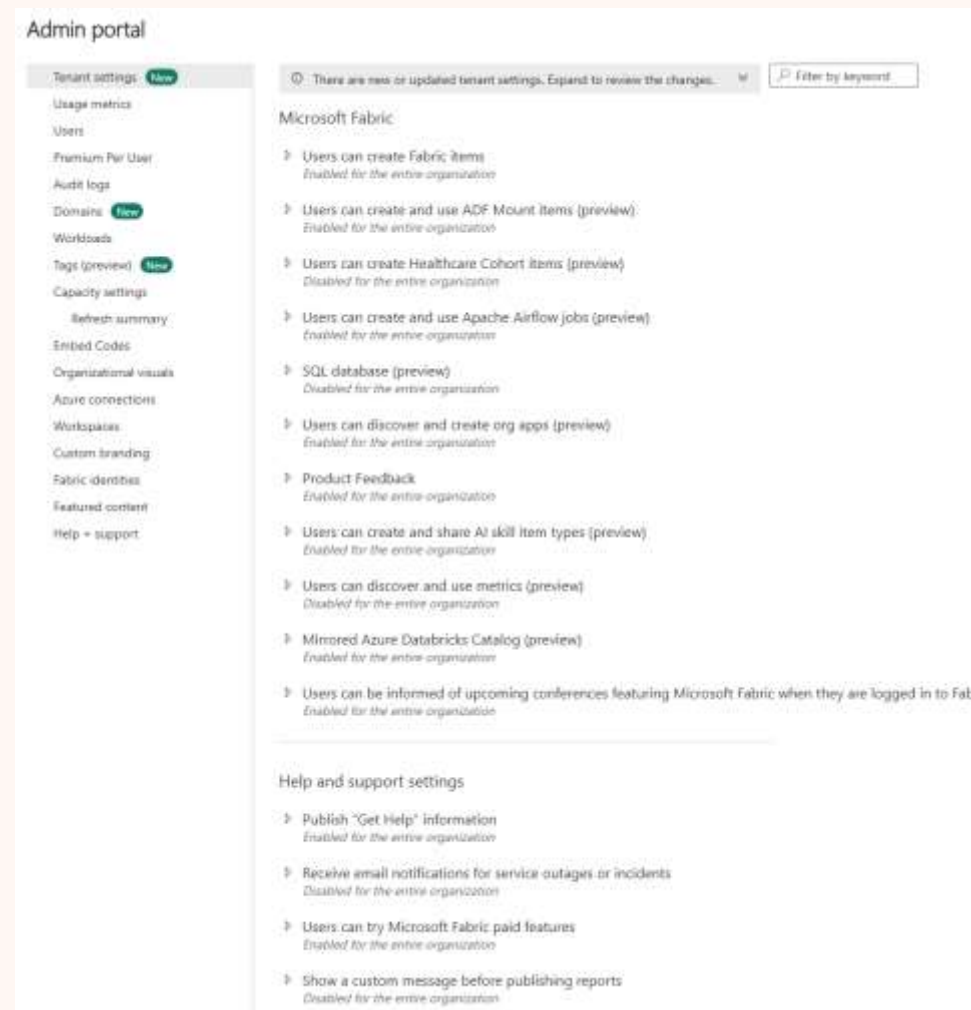 Admin portal
Tenant settings New
Usage metrics
Users
Premium Per User
Audit logs
Domains New
Workloads
Tags (preview) New
Capacity settings
Refresh summary
Embed Codes
Organizational visuals
Azure connections
Workspaces
Custom branding
Fabric identities
Featured content
Help + support
There are new or updated tenant settings. Expand to review the changes.
Filter by keyword
Microsoft Fabric
Users can create Fabric items
Enabled for the entire organization
Users can create and use ADF Mount items (preview)
Enabled for the entire organization
Users can create Healthcare Cohort items (preview)
Disabled for the entire organization
Users can create and use Apache Airflow jobs (preview)
Enabled for the entire organization
SQL database (preview)
Disabled for the entire organization
Users can discover and create org apps (preview)
Enabled for the entire organization
Product Feedback
Enabled for the entire organization
Users can create and share AI skill item types (preview)
Enabled for the entire organization
Users can discover and use metrics (preview)
Disabled for the entire organization
Mirrored Azure Databricks Catalog (preview)
Enabled for the entire organization
Users can be informed of upcoming conferences featuring Microsoft Fabric when they are logged in to Fab
Enabled for the entire organization
Help and support settings
Publish "Get Help" information
Enabled for the entire organization
Receive email notifications for service outages or incidents
Disabled for the entire organization
Users can try Microsoft Fabric paid features
Enabled for the entire organization
Show a custom message before publishing reports
Disabled for the entire organization